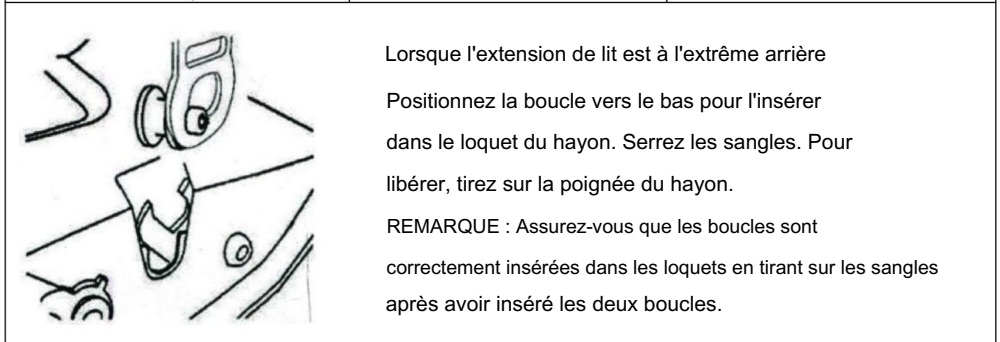 Lorsque l'extension de lit est à l'extrême arrière
Positionnez la boucle vers le bas pour l'insérer
dans le loquet du hayon. Serrez les sangles. Pour
libérer, tirez sur la poignée du hayon.
REMARQUE : Assurez-vous que les boucles sont
correctement insérées dans les loquets en tirant sur les sangles
après avoir inséré les deux boucles.